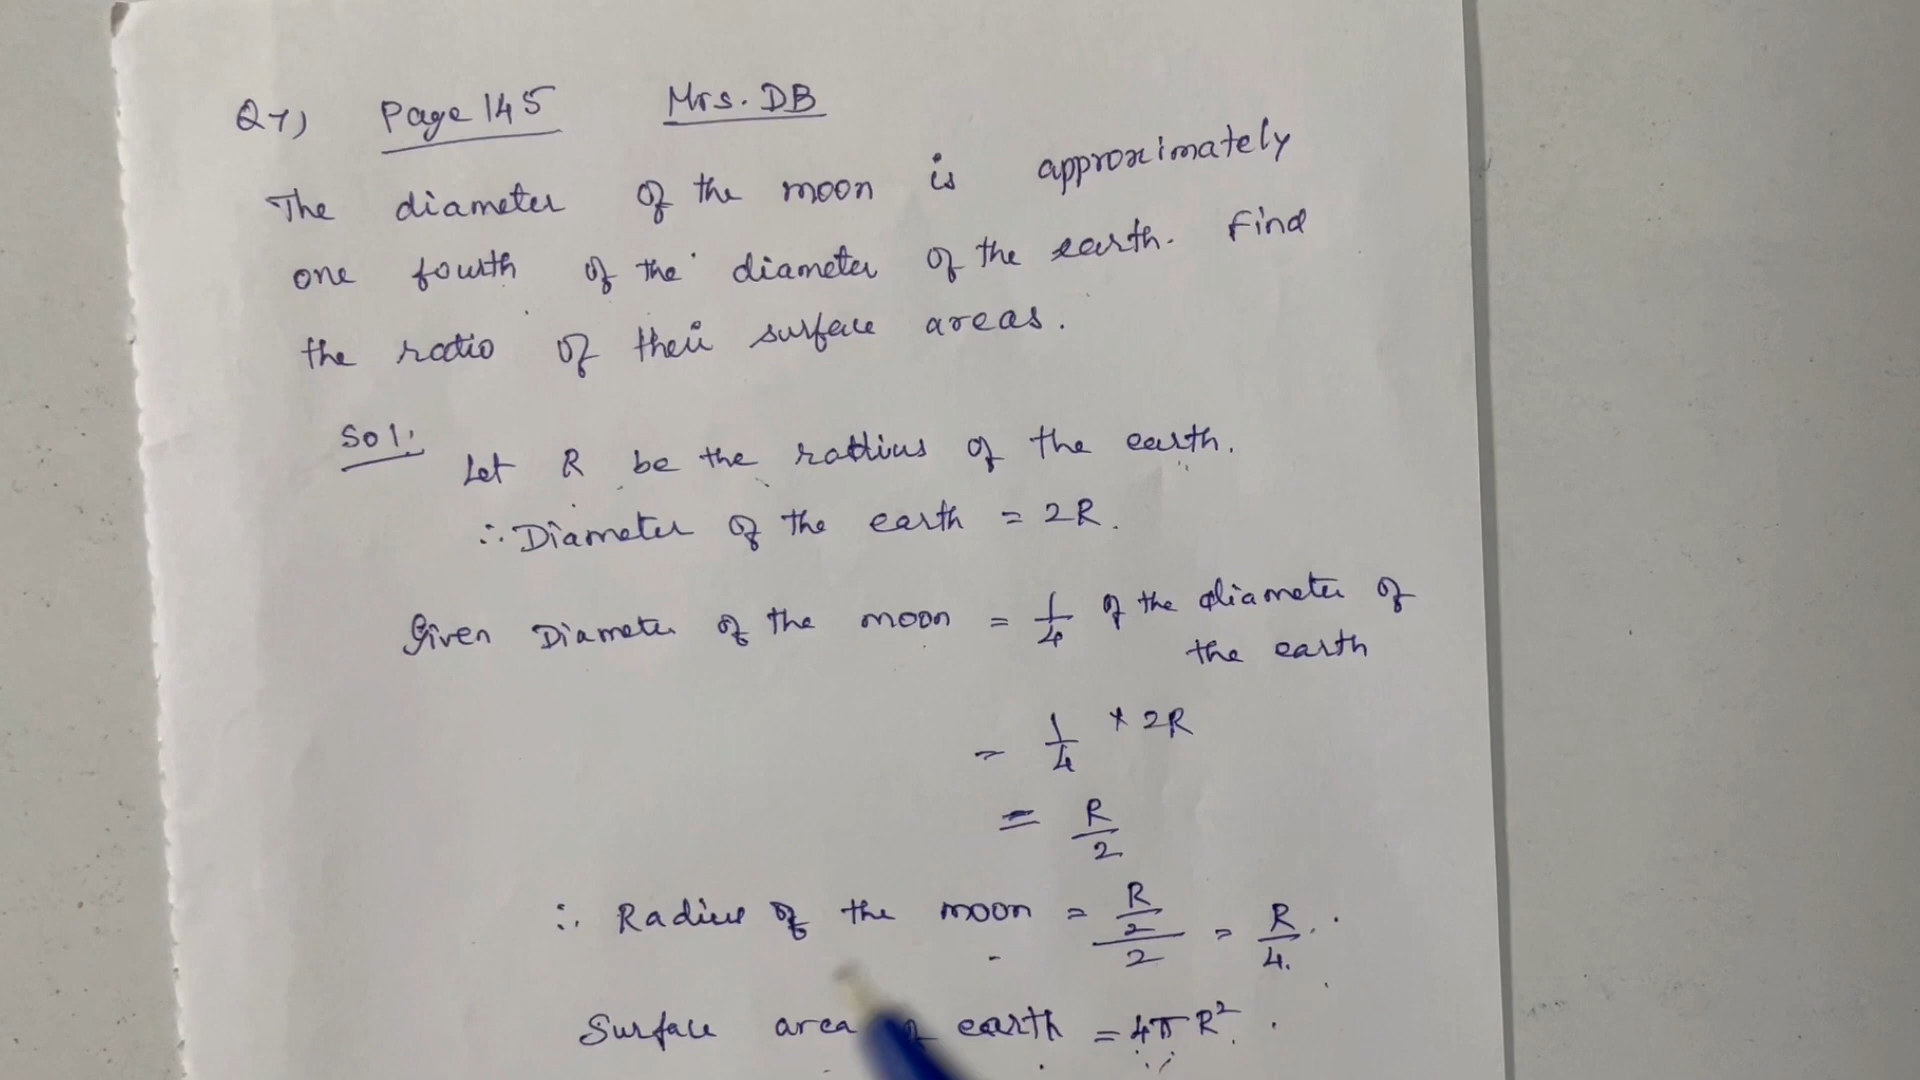 Q7) Page 145 Mrs. DB
The diameter of the moon is approximately
one fourth of the diameter of the earth. Find
the ratio of their surface areas.
Sol:
Let R be the radius of the earth.
∴ Diameter of the earth = 2R.
Given Diameter of the moon = 1/4 of the diameter of
the earth
= 1/4 × 2R
= R/2
∴ Radius of the moon = (R/2)/2 = R/4.
Surface area earth = 4πR².